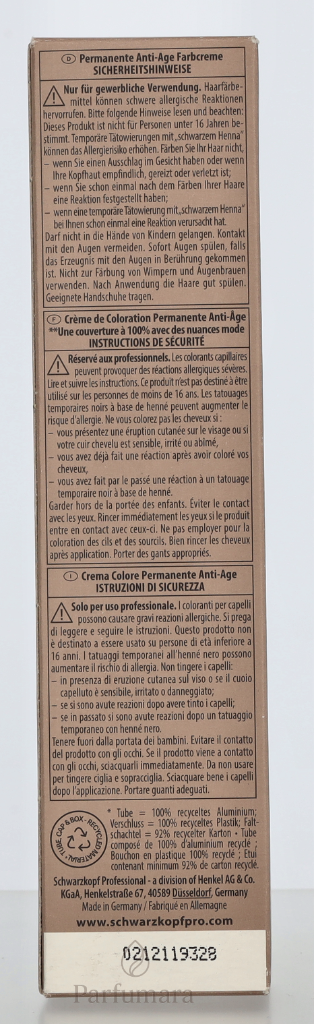 D Permanente Anti-Age Farbcreme
SICHERHEITSHINWEISE
Nur für gewerbliche Verwendung. Haarfärbe-
mittel können schwere allergische Reaktionen
hervorrufen. Bitte folgende Hinweise lesen und beachten:
Dieses Produkt ist nicht für Personen unter 16 Jahren be-
stimmt. Temporäre Tätowierungen mit „schwarzem Henna“
können das Allergierisiko erhöhen. Färben Sie Ihr Haar nicht,
– wenn Sie einen Ausschlag im Gesicht haben oder wenn
Ihre Kopfhaut empfindlich, gereizt oder verletzt ist;
– wenn Sie schon einmal nach dem Färben Ihrer Haare
eine Reaktion festgestellt haben;
– wenn eine temporäre Tätowierung mit „schwarzem Henna“
bei Ihnen schon einmal eine Reaktion verursacht hat.
Darf nicht in die Hände von Kindern gelangen. Kontakt
mit den Augen vermeiden. Sofort Augen spülen, falls
das Erzeugnis mit den Augen in Berührung gekommen
ist. Nicht zur Färbung von Wimpern und Augenbrauen
verwenden. Nach Anwendung die Haare gut spülen.
Geeignete Handschuhe tragen.
F Crème de Coloration Permanente Anti-Âge
**Une couverture à 100% avec des nuances mode
INSTRUCTIONS DE SÉCURITÉ
Réservé aux professionnels. Les colorants capillaires
peuvent provoquer des réactions allergiques sévères.
Lire et suivre les instructions. Ce produit n'est pas destiné à être
utilisé sur les personnes de moins de 16 ans. Les tatouages
temporaires noirs à base de henné peuvent augmenter le
risque d'allergie. Ne vous colorez pas les cheveux si :
– vous présentez une éruption cutanée sur le visage ou si
votre cuir chevelu est sensible, irrité ou abîmé,
– vous avez déjà fait une réaction après avoir coloré vos
cheveux,
– vous avez fait par le passé une réaction à un tatouage
temporaire noir à base de henné.
Garder hors de la portée des enfants. Éviter le contact
avec les yeux. Rincer immédiatement les yeux si le produit
entre en contact avec ceux-ci. Ne pas employer pour la
coloration des cils et des sourcils. Bien rincer les cheveux
après application. Porter des gants appropriés.
I Crema Colore Permanente Anti-Age
ISTRUZIONI DI SICUREZZA
Solo per uso professionale. I coloranti per capelli
possono causare gravi reazioni allergiche. Si prega
di leggere e seguire le istruzioni. Questo prodotto non
è destinato a essere usato su persone di età inferiore a
16 anni. I tatuaggi temporanei all'henné nero possono
aumentare il rischio di allergia. Non tingere i capelli:
– in presenza di eruzione cutanea sul viso o se il cuoio
capelluto è sensibile, irritato o danneggiato;
– se si sono avute reazioni dopo avere tinto i capelli;
– se in passato si sono avute reazioni dopo un tatuaggio
temporaneo con henné nero.
Tenere fuori dalla portata dei bambini. Evitare il contatto
del prodotto con gli occhi. Se il prodotto viene a contatto
con gli occhi, sciacquarli immediatamente. Da non usare
per tingere ciglia e sopracciglia. Sciacquare bene i capelli
dopo l'applicazione. Portare guanti adeguati.
TUBE, CAP & BOX · RECYCLED MATERIAL*
* Tube = 100% recyceltes Aluminium;
Verschluss = 100% recyceltes Plastik; Falt-
schachtel = 92% recycelter Karton • Tube
composé de 100% d'aluminium recyclé ;
Bouchon en plastique 100% recyclé ; Etui
contenant minimum 92% de carton recyclé.
Schwarzkopf Professional - a division of Henkel AG & Co.
KGaA, Henkelstraße 67, 40589 Düsseldorf, Germany
Made in Germany / Fabriqué en Allemagne
www.schwarzkopfpro.com
0212119328
Parfumara